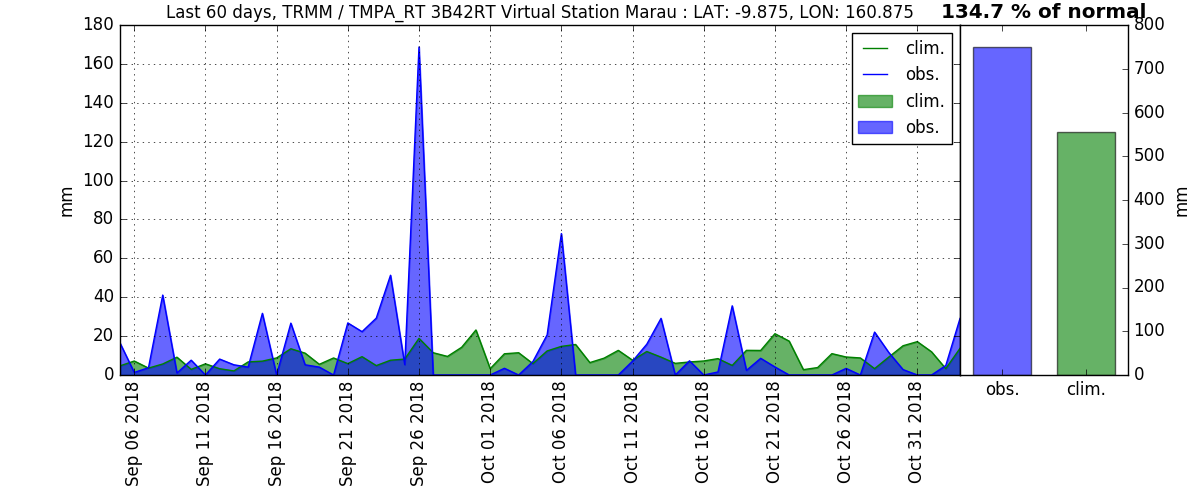 Last 60 days, TRMM / TMPA_RT 3B42RT Virtual Station Marau : LAT: -9.875, LON: 160.875
134.7 % of normal
180
160
140
120
100
80
60
40
20
0
mm
clim.
obs.
clim.
obs.
Sep 06 2018
Sep 11 2018
Sep 16 2018
Sep 21 2018
Sep 26 2018
Oct 01 2018
Oct 06 2018
Oct 11 2018
Oct 16 2018
Oct 21 2018
Oct 26 2018
Oct 31 2018
800
700
600
500
400
300
200
100
0
mm
obs.
clim.